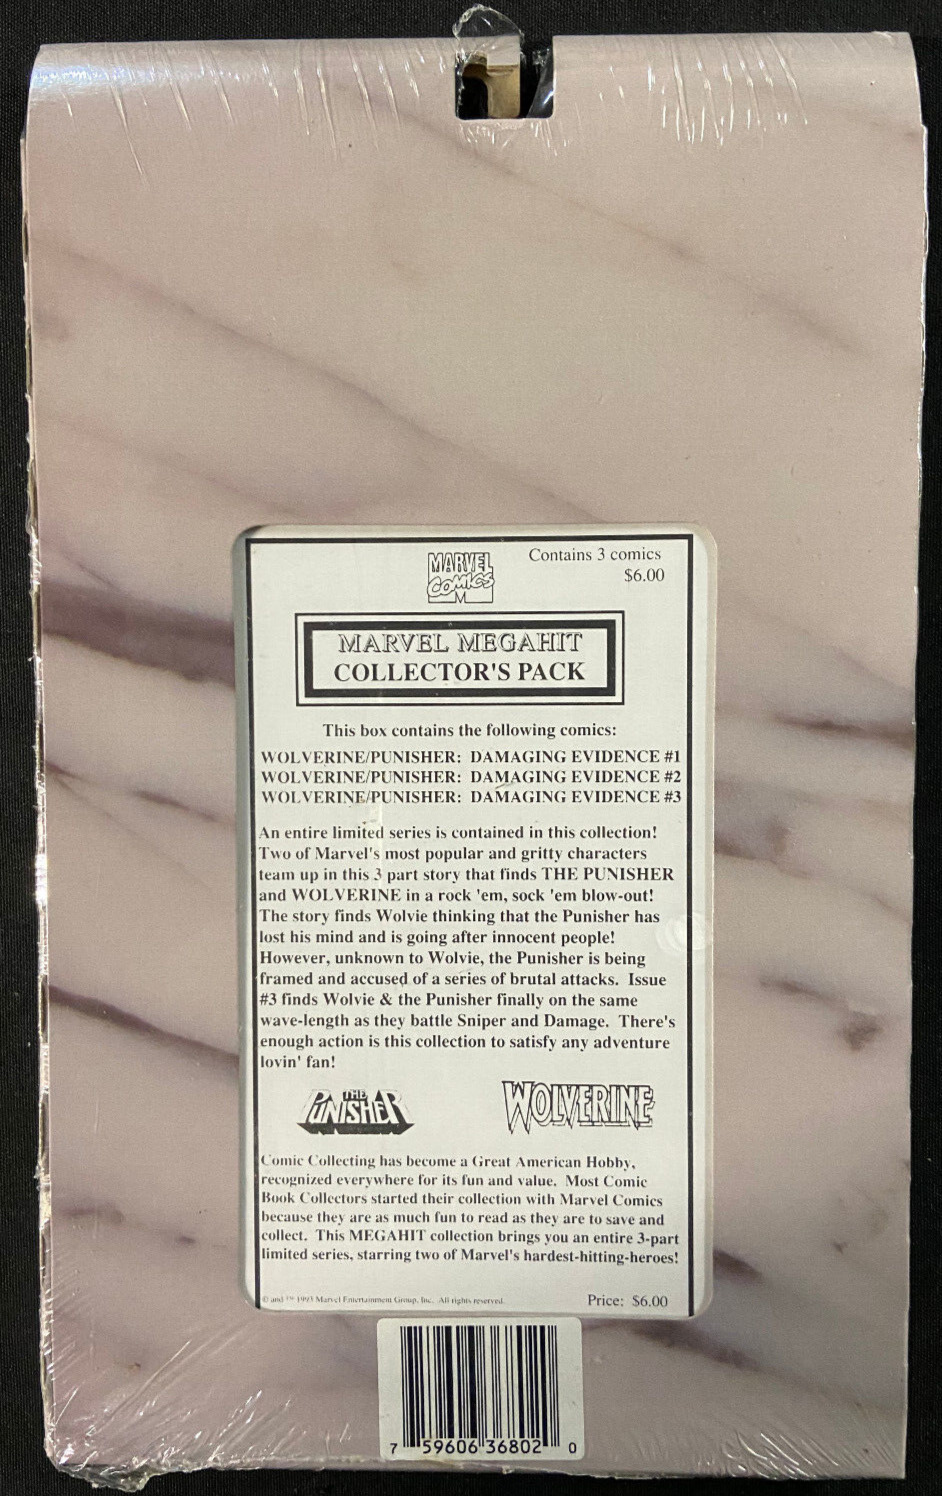 MARVEL
COMICS
M
Contains 3 comics
$6.00
MARVEL MEGAHIT
COLLECTOR'S PACK
This box contains the following comics:
WOLVERINE/PUNISHER: DAMAGING EVIDENCE #1
WOLVERINE/PUNISHER: DAMAGING EVIDENCE #2
WOLVERINE/PUNISHER: DAMAGING EVIDENCE #3
An entire limited series is contained in this collection!
Two of Marvel's most popular and gritty characters
team up in this 3 part story that finds THE PUNISHER
and WOLVERINE in a rock 'em, sock 'em blow-out!
The story finds Wolvie thinking that the Punisher has
lost his mind and is going after innocent people!
However, unknown to Wolvie, the Punisher is being
framed and accused of a series of brutal attacks. Issue
#3 finds Wolvie & the Punisher finally on the same
wave-length as they battle Sniper and Damage. There's
enough action is this collection to satisfy any adventure
lovin' fan!
THE
PUNISHER
WOLVERINE
Comic Collecting has become a Great American Hobby,
recognized everywhere for its fun and value. Most Comic
Book Collectors started their collection with Marvel Comics
because they are as much fun to read as they are to save and
collect. This MEGAHIT collection brings you an entire 3-part
limited series, starring two of Marvel's hardest-hitting-heroes!
© and ™ 1993 Marvel Entertainment Group, Inc. All rights reserved.
Price: $6.00
7 59606 36802 0